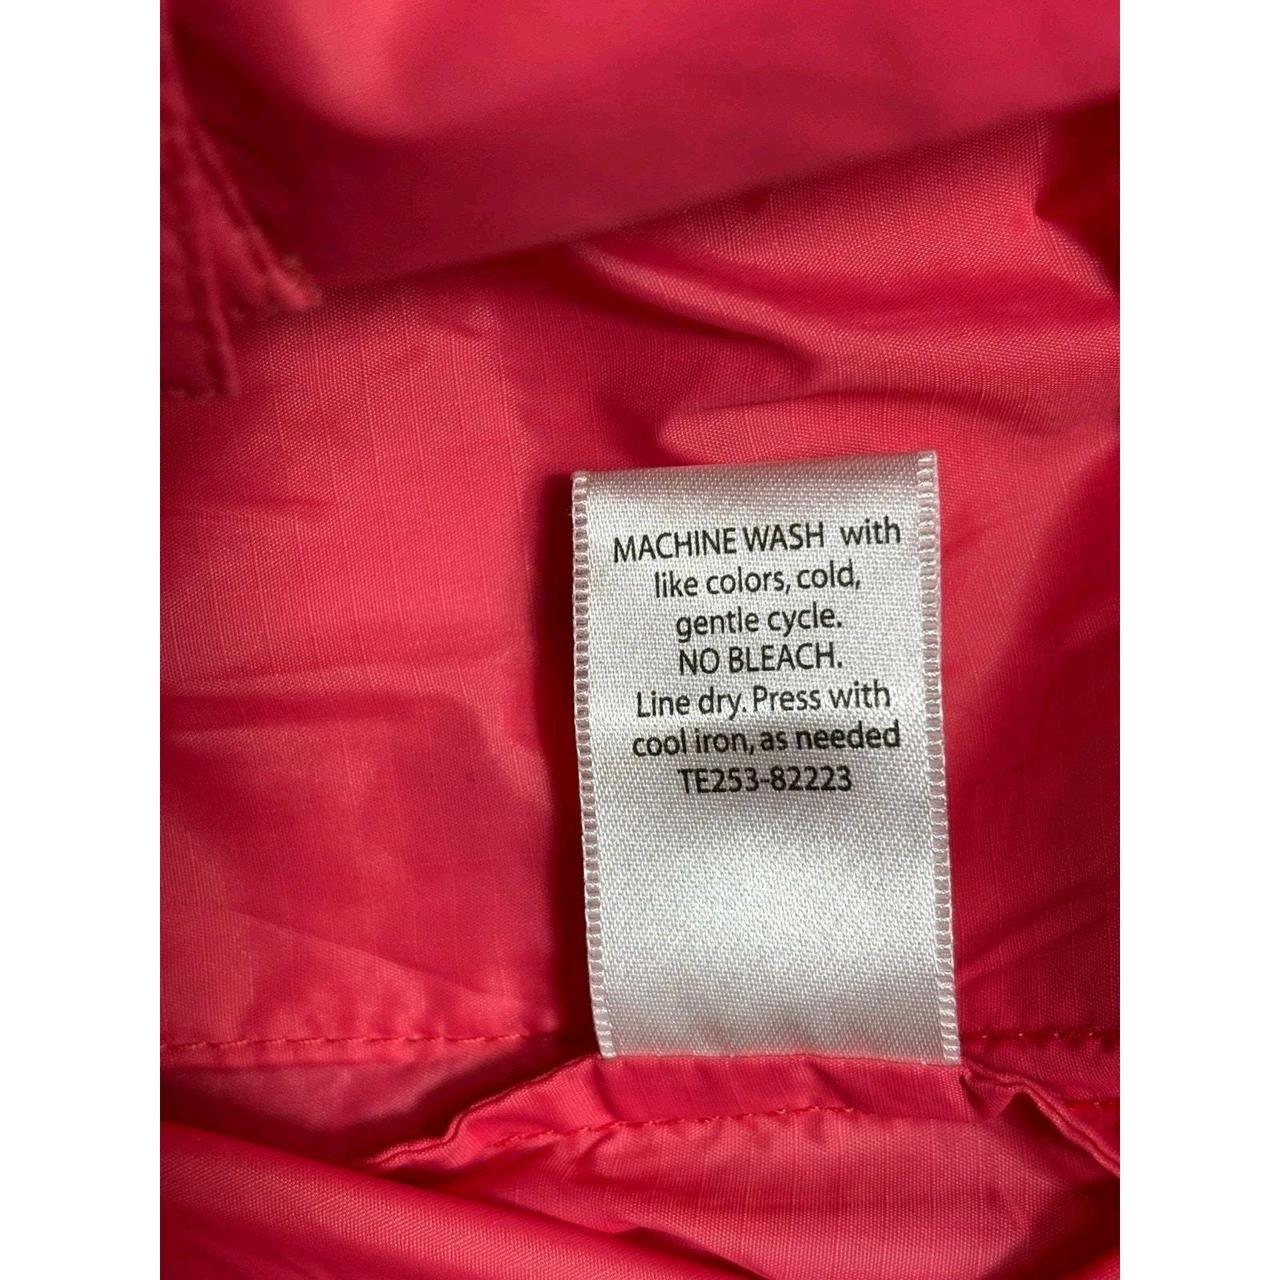 MACHINE WASH with
like colors, cold,
gentle cycle.
NO BLEACH.
Line dry. Press with
cool iron, as needed
TE253-82223